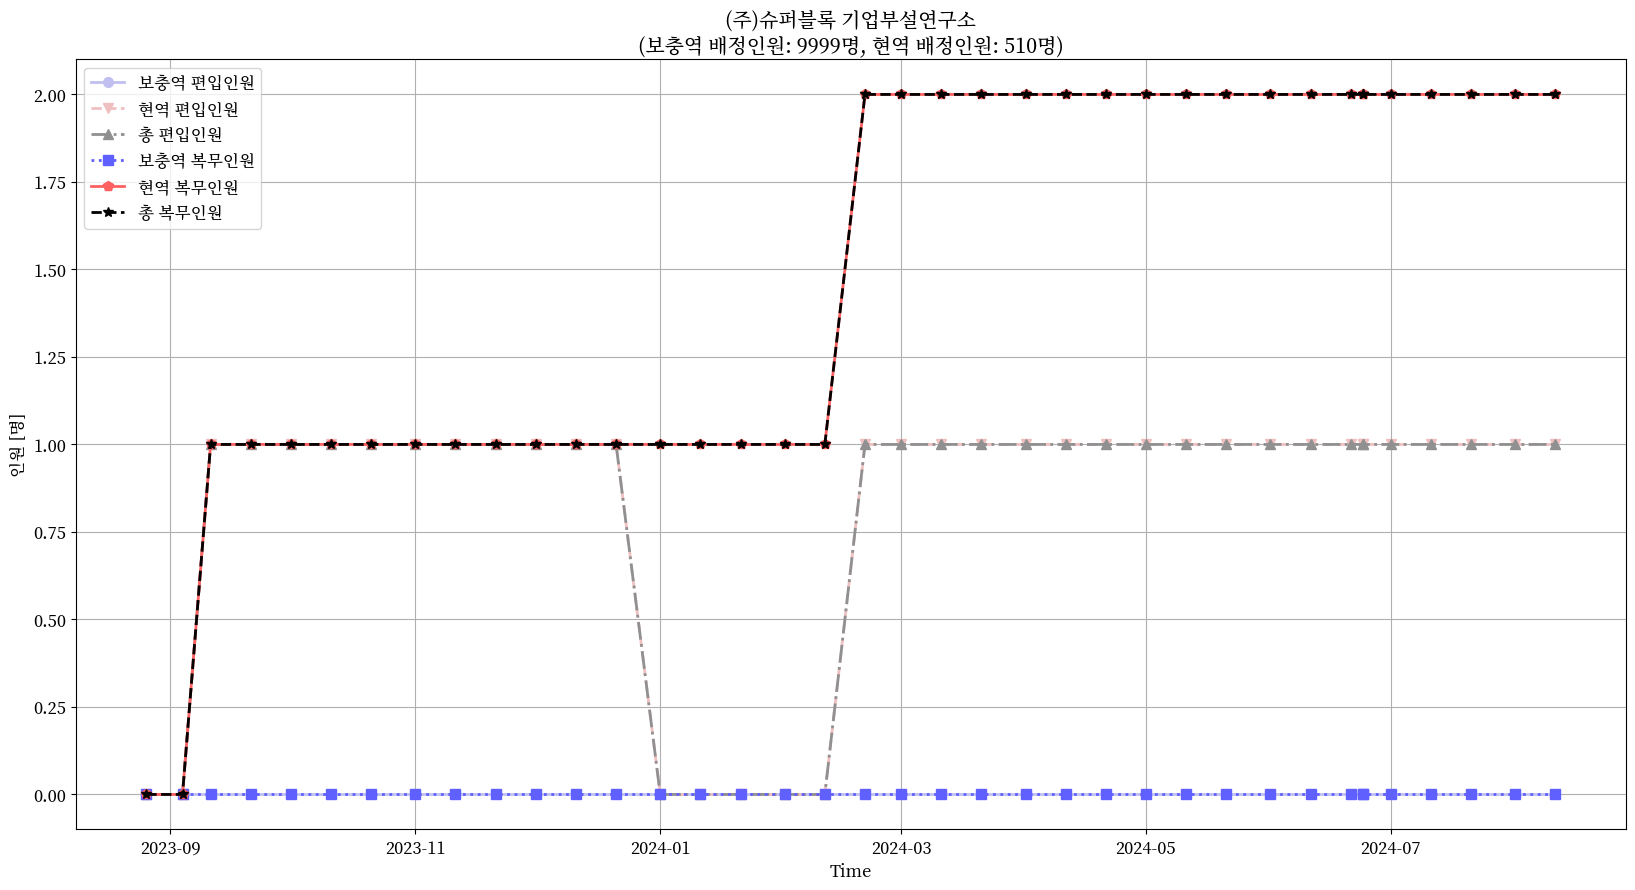 (주)슈퍼블록 기업부설연구소
(보충역 배정인원: 9999명, 현역 배정인원: 510명)
보충역 편입인원
현역 편입인원
총 편입인원
보충역 복무인원
현역 복무인원
총 복무인원
2.00
1.75
1.50
1.25
1.00
0.75
0.50
0.25
0.00
인원 [명]
2023-09
2023-11
2024-01
2024-03
2024-05
2024-07
Time